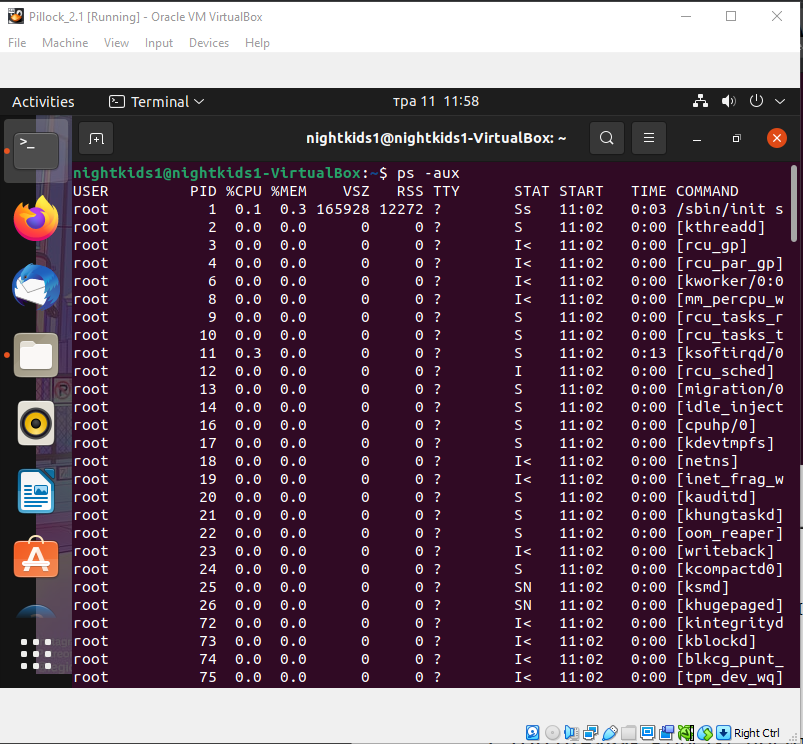 Pillock_2.1 [Running] - Oracle VM VirtualBox
File Machine View Input Devices Help
Activities Terminal тра 11 11:58
nightkids1@nightkids1-VirtualBox: ~
nightkids1@nightkids1-VirtualBox:~$ ps -aux
USER PID %CPU %MEM VSZ RSS TTY STAT START TIME COMMAND
root 1 0.1 0.3 165928 12272 ? Ss 11:02 0:03 /sbin/init s
root 2 0.0 0.0 0 0 ? S 11:02 0:00 [kthreadd]
root 3 0.0 0.0 0 0 ? I< 11:02 0:00 [rcu_gp]
root 4 0.0 0.0 0 0 ? I< 11:02 0:00 [rcu_par_gp]
root 6 0.0 0.0 0 0 ? I< 11:02 0:00 [kworker/0:0
root 8 0.0 0.0 0 0 ? I< 11:02 0:00 [mm_percpu_w
root 9 0.0 0.0 0 0 ? S 11:02 0:00 [rcu_tasks_r
root 10 0.0 0.0 0 0 ? S 11:02 0:00 [rcu_tasks_t
root 11 0.3 0.0 0 0 ? S 11:02 0:13 [ksoftirqd/0
root 12 0.0 0.0 0 0 ? I 11:02 0:00 [rcu_sched]
root 13 0.0 0.0 0 0 ? S 11:02 0:00 [migration/0
root 14 0.0 0.0 0 0 ? S 11:02 0:00 [idle_inject
root 16 0.0 0.0 0 0 ? S 11:02 0:00 [cpuhp/0]
root 17 0.0 0.0 0 0 ? S 11:02 0:00 [kdevtmpfs]
root 18 0.0 0.0 0 0 ? I< 11:02 0:00 [netns]
root 19 0.0 0.0 0 0 ? I< 11:02 0:00 [inet_frag_w
root 20 0.0 0.0 0 0 ? S 11:02 0:00 [kauditd]
root 21 0.0 0.0 0 0 ? S 11:02 0:00 [khungtaskd]
root 22 0.0 0.0 0 0 ? S 11:02 0:00 [oom_reaper]
root 23 0.0 0.0 0 0 ? I< 11:02 0:00 [writeback]
root 24 0.0 0.0 0 0 ? S 11:02 0:00 [kcompactd0]
root 25 0.0 0.0 0 0 ? SN 11:02 0:00 [ksmd]
root 26 0.0 0.0 0 0 ? SN 11:02 0:00 [khugepaged]
root 72 0.0 0.0 0 0 ? I< 11:02 0:00 [kintegrityd
root 73 0.0 0.0 0 0 ? I< 11:02 0:00 [kblockd]
root 74 0.0 0.0 0 0 ? I< 11:02 0:00 [blkcg_punt_
root 75 0.0 0.0 0 0 ? I< 11:02 0:00 [tpm_dev_wq]
Right Ctrl